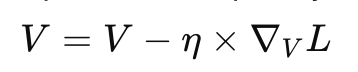 V = V − η × ∇_V L